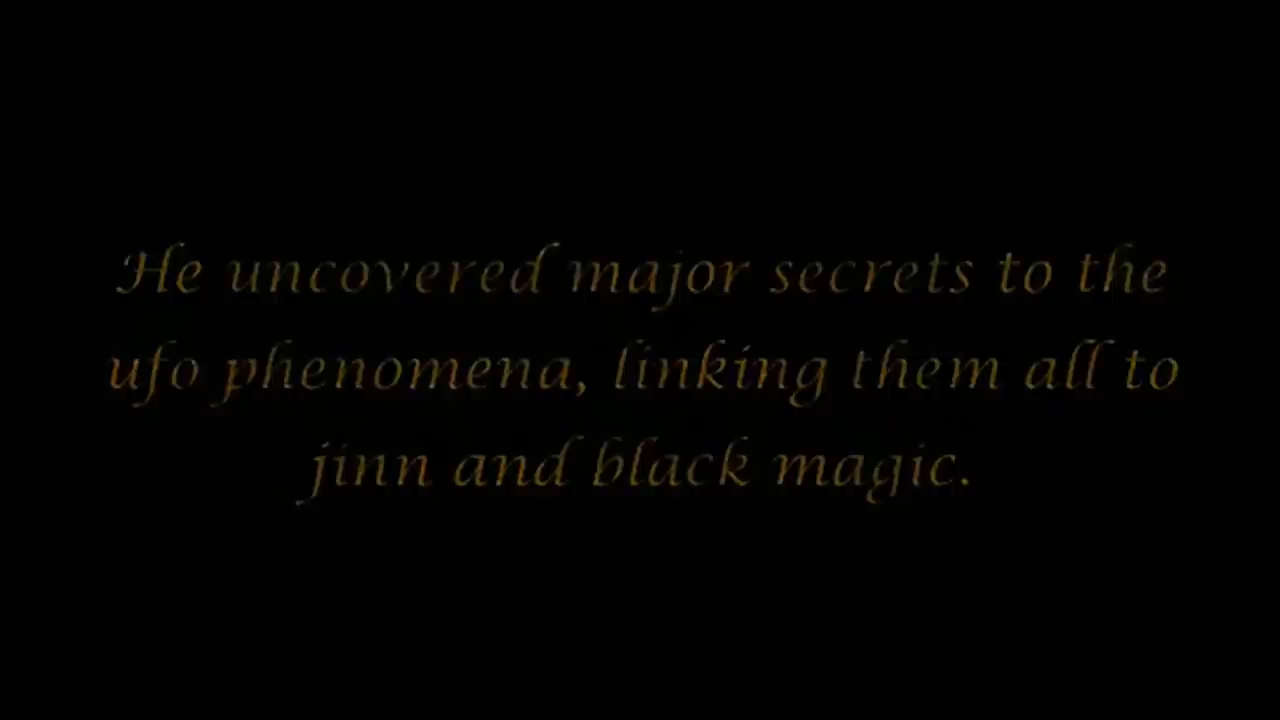 He uncovered major secrets to the
ufo phenomena, linking them all to
jinn and black magic.